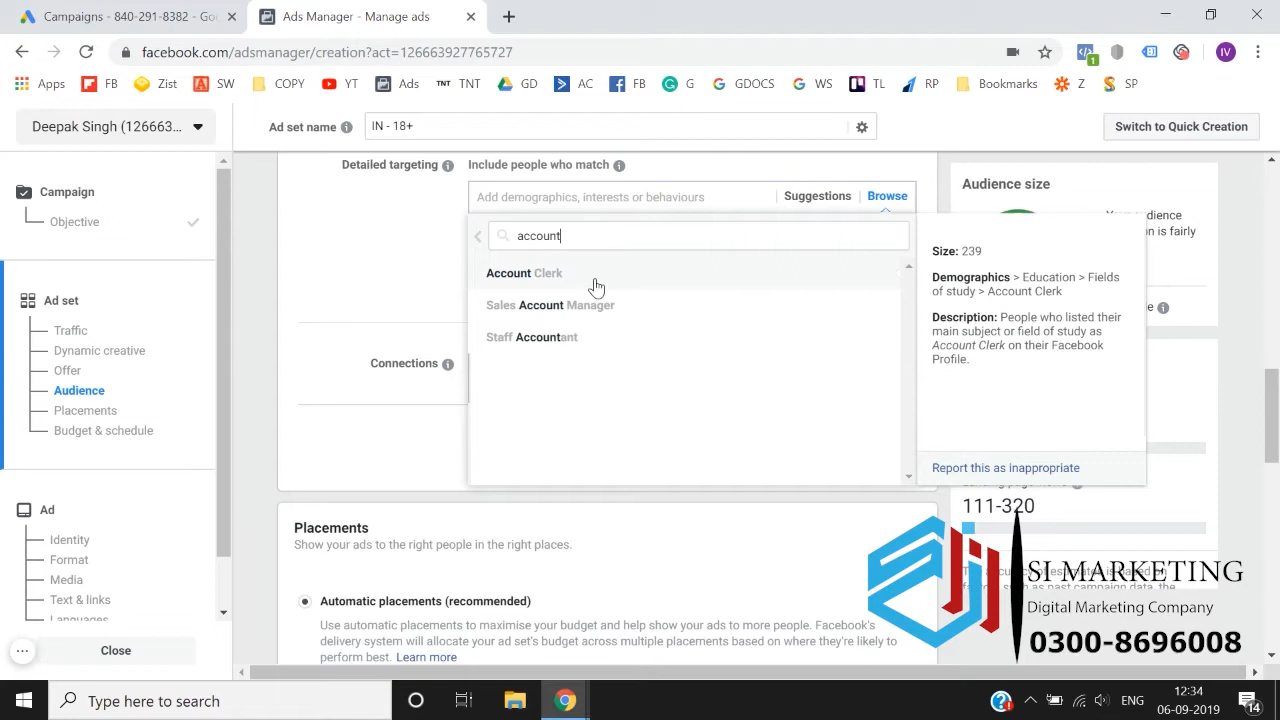 Campaigns - 840-291-8382 - Goo
Ads Manager - Manage ads
facebook.com/adsmanager/creation?act=126663927765727
IV
Apps
FB
Zist
SW
COPY
YT
Ads
TNT
TNT
GD
AC
FB
G
GDOCS
WS
TL
RP
Bookmarks
Z
SP
Deepak Singh (126663...
Ad set name
IN - 18+
Switch to Quick Creation
Campaign
Objective
Ad set
Traffic
Dynamic creative
Offer
Audience
Placements
Budget & schedule
Ad
Identity
Format
Media
Text & links
Languages
Close
Detailed targeting
Include people who match
Add demographics, interests or behaviours
Suggestions
Browse
account
Account Clerk
Sales Account Manager
Staff Accountant
Connections
Size: 239
Demographics > Education > Fields
of study > Account Clerk
Description: People who listed their
main subject or field of study as
Account Clerk on their Facebook
Profile.
Report this as inappropriate
Audience size
audience
n is fairly
111-320
Placements
Show your ads to the right people in the right places.
Automatic placements (recommended)
Use automatic placements to maximise your budget and help show your ads to more people. Facebook's
delivery system will allocate your ad set's budget across multiple placements based on where they're likely to
perform best. Learn more
SI MARKETING
Digital Marketing Company
0300-8696008
Type here to search
ENG
12:34
06-09-2019
14